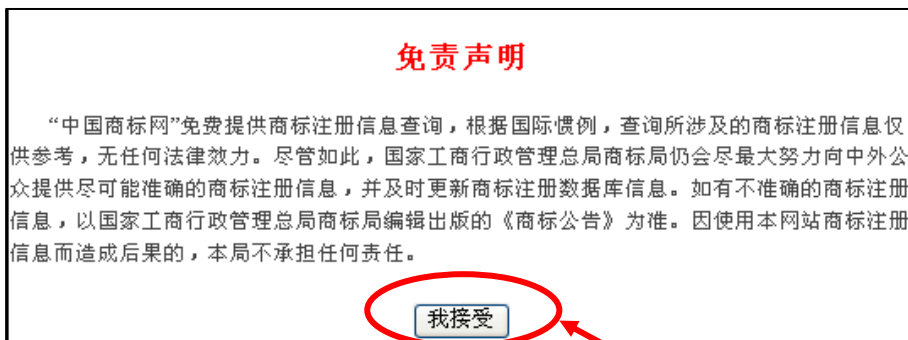 免责声明
“中国商标网”免费提供商标注册信息查询，根据国际惯例，查询所涉及的商标注册信息仅
供参考，无任何法律效力。尽管如此，国家工商行政管理总局商标局仍会尽最大努力向中外公
众提供尽可能准确的商标注册信息，并及时更新商标注册数据库信息。如有不准确的商标注册
信息，以国家工商行政管理总局商标局编辑出版的《商标公告》为准。因使用本网站商标注册
信息而造成后果的，本局不承担任何责任。
我接受